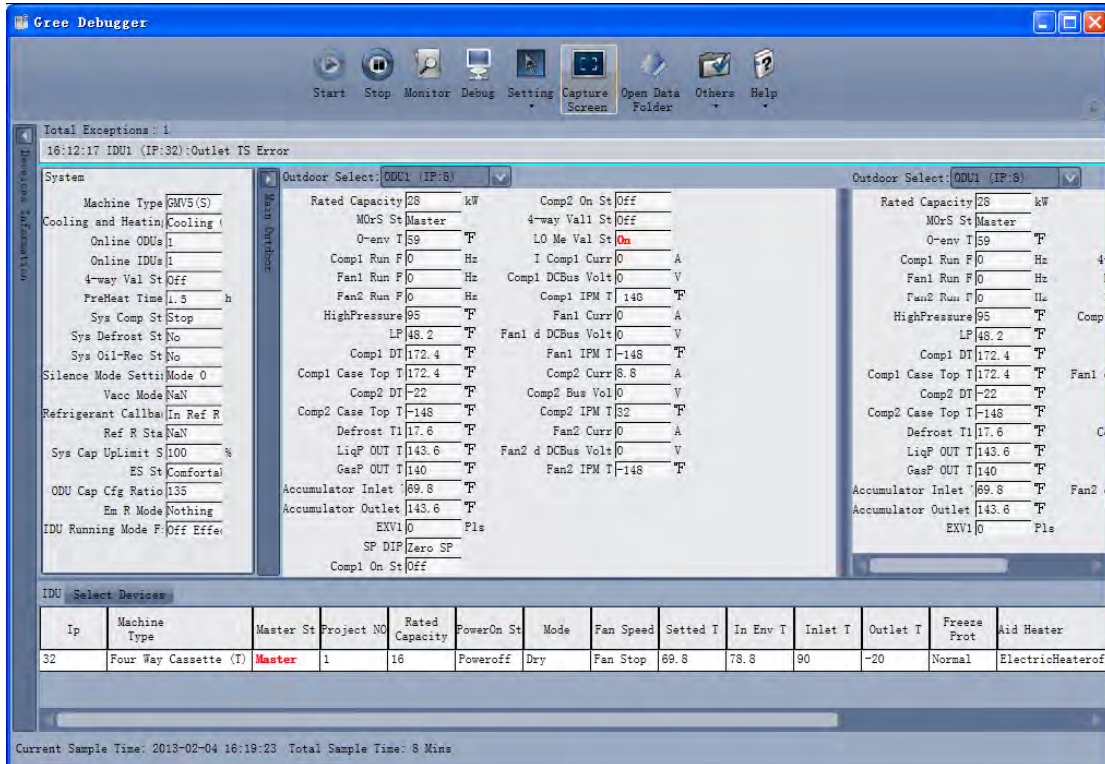 Gree Debugger
Start Stop Monitor Debug Setting Capture Screen Open Data Folder Others Help
Total Exceptions: 1
16:12:17 IDU1 (IP:32):Outlet TS Error
Devices Information
System
Machine Type GMV5(S)
Cooling and Heatin Cooling (
Online ODUs 1
Online IDUs 1
4-way Val St Off
PreHeat Time 1.5 h
Sys Comp St Stop
Sys Defrost St No
Sys Oil-Rec St No
Silence Mode Setti Mode 0
Vacc Mode NaN
Refrigerant Callba In Ref R
Ref R Sta NaN
Sys Cap UpLimit S 100 %
ES St Comforta
ODU Cap Cfg Ratio 135
Em R Mode Nothing
IDU Running Mode F Off Effe
Main Outdoor
Outdoor Select: ODU1 (IP:8)
Rated Capacity 28 kW
MOrS St Master
O-env T 59 ℉
Comp1 Run F 0 Hz
Fan1 Run F 0 Hz
Fan2 Run F 0 Hz
HighPressure 95 ℉
LP 48.2 ℉
Comp1 DT 172.4 ℉
Comp1 Case Top T 172.4 ℉
Comp2 DT -22 ℉
Comp2 Case Top T -148 ℉
Defrost T1 17.6 ℉
LiqP OUT T 143.6 ℉
GasP OUT T 140 ℉
Accumulator Inlet 69.8 ℉
Accumulator Outlet 143.6 ℉
EXV1 0 Pls
SP DIP Zero SP
Comp1 On St Off
Comp2 On St Off
4-way Val1 St Off
LO Me Val St On
I Comp1 Curr 0 A
Comp1 DCBus Volt 0 V
Comp1 IPM T 148 ℉
Fan1 Curr 0 A
Fan1 d DCBus Volt 0 V
Fan1 IPM T -148 ℉
Comp2 Curr 8.8 A
Comp2 Bus Vol 0 V
Comp2 IPM T 32 ℉
Fan2 Curr 0 A
Fan2 d DCBus Volt 0 V
Fan2 IPM T -148 ℉
Outdoor Select: ODU1 (IP:8)
Rated Capacity 28 kW
MOrS St Master
O-env T 59 ℉
Comp1 Run F 0 Hz 4
Fan1 Run F 0 Hz
Fan2 Run F 0 Hz
HighPressure 95 ℉ Comp
LP 48.2 ℉
Comp1 DT 172.4 ℉
Comp1 Case Top T 172.4 ℉ Fan1
Comp2 DT -22 ℉
Comp2 Case Top T -148 ℉
Defrost T1 17.6 ℉ C
LiqP OUT T 143.6 ℉
GasP OUT T 140 ℉
Accumulator Inlet 69.8 ℉ Fan2
Accumulator Outlet 143.6 ℉
EXV1 0 Pls
IDU Select Devices
Ip Machine Type Master St Project NO Rated Capacity PowerOn St Mode Fan Speed Setted T In Env T Inlet T Outlet T Freeze Prot Aid Heater
32 Four Way Cassette (T) Master 1 16 Poweroff Dry Fan Stop 69.8 78.8 90 -20 Normal ElectricHeaterof
Current Sample Time: 2013-02-04 16:19:23 Total Sample Time: 8 Mins